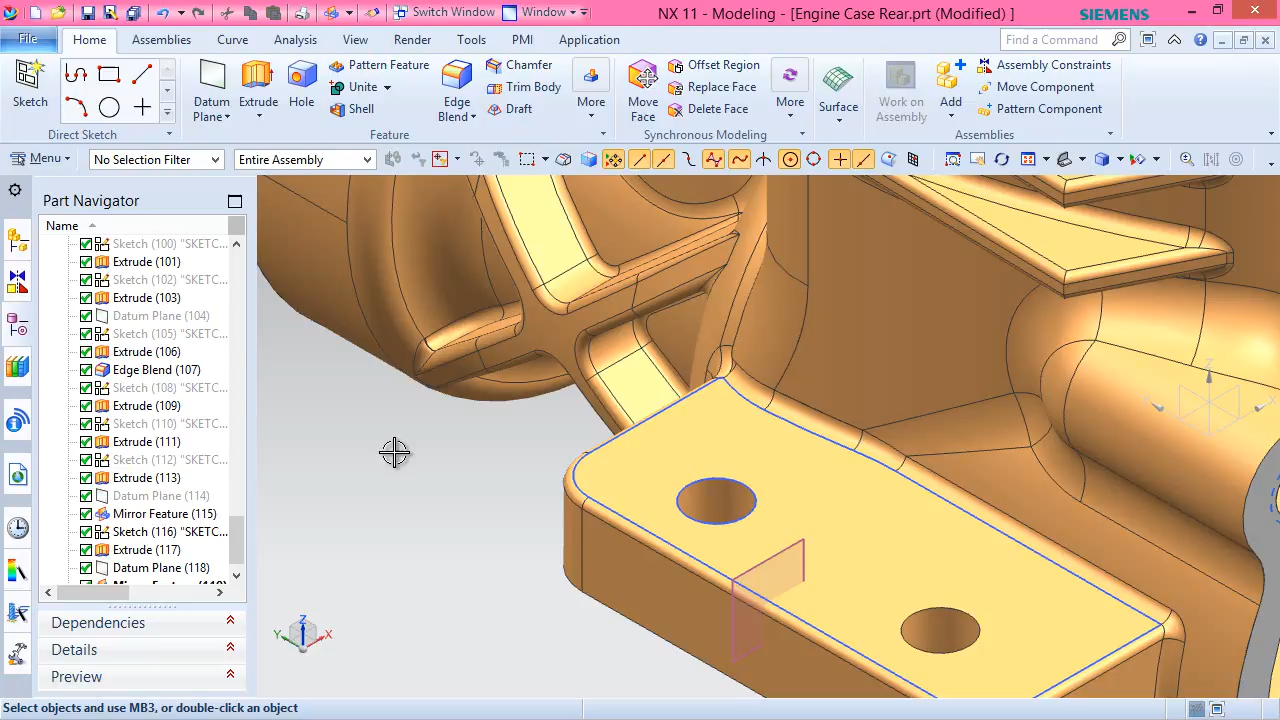 Switch Window
Window
NX 11 - Modeling - [Engine Case Rear.prt (Modified) ]
SIEMENS
File
Home
Assemblies
Curve
Analysis
View
Render
Tools
PMI
Application
Find a Command
Sketch
Direct Sketch
Datum Plane
Extrude
Hole
Pattern Feature
Unite
Shell
Edge Blend
Chamfer
Trim Body
Draft
More
Feature
Move Face
Offset Region
Replace Face
Delete Face
More
Synchronous Modeling
Surface
Work on Assembly
Add
Assembly Constraints
Move Component
Pattern Component
Assemblies
Menu
No Selection Filter
Entire Assembly
Part Navigator
Name
Sketch (100) "SKETC...
Extrude (101)
Sketch (102) "SKETC...
Extrude (103)
Datum Plane (104)
Sketch (105) "SKETC...
Extrude (106)
Edge Blend (107)
Sketch (108) "SKETC...
Extrude (109)
Sketch (110) "SKETC...
Extrude (111)
Sketch (112) "SKETC...
Extrude (113)
Datum Plane (114)
Mirror Feature (115)
Sketch (116) "SKETC...
Extrude (117)
Datum Plane (118)
Mirror Feature (119)
Dependencies
Details
Preview
Z
Y
X
Z
X
Select objects and use MB3, or double-click an object